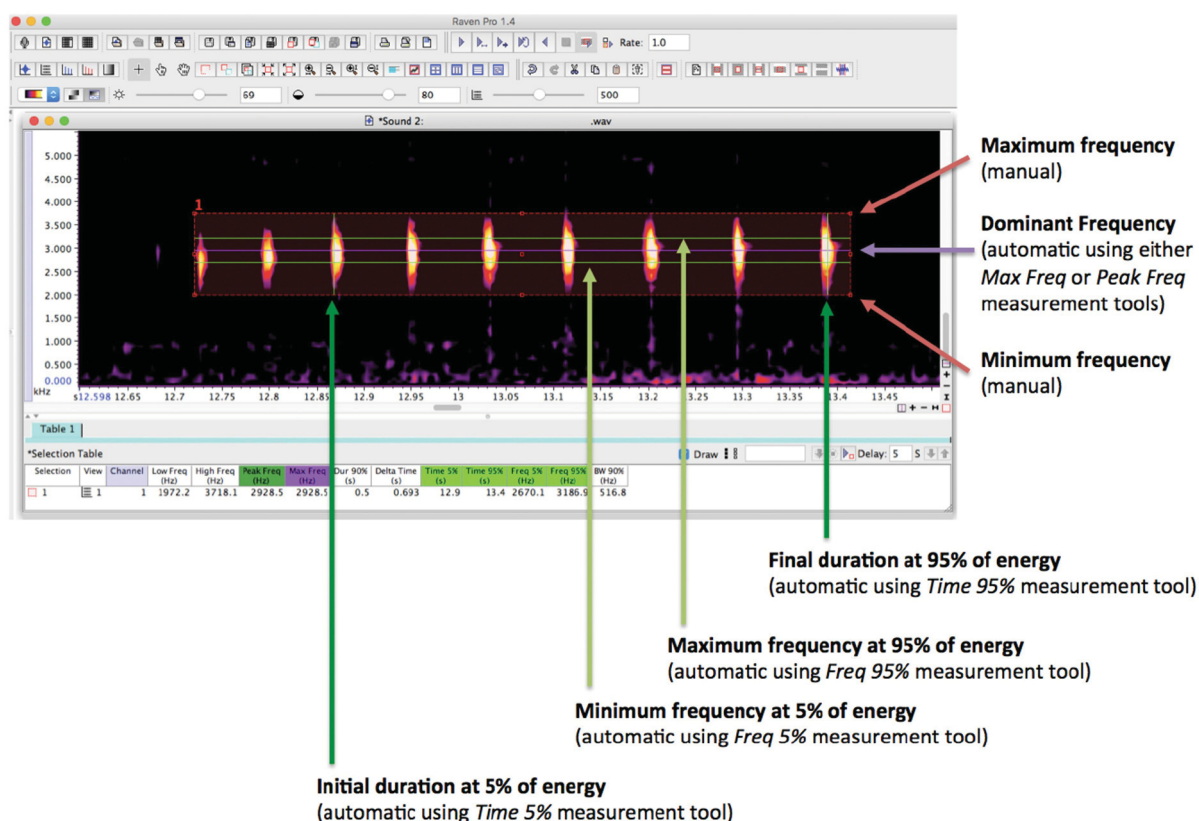 Raven Pro 1.4
Rate: 1.0
69 80 500
*Sound 2: .wav
1
5.000
4.500
4.000
3.500
3.000
2.500
2.000
1.500
1.000
0.500
0.000
kHz
s12.598 12.65 12.7 12.75 12.8 12.85 12.9 12.95 13 13.05 13.1 13.15 13.2 13.25 13.3 13.35 13.4 13.45
Maximum frequency
(manual)
Dominant Frequency
(automatic using either
Max Freq or Peak Freq
measurement tools)
Minimum frequency
(manual)
Table 1
*Selection Table Draw Delay: 5 S
Selection View Channel Low Freq (Hz) High Freq (Hz) Peak Freq (Hz) Max Freq (Hz) Dur 90% (s) Delta Time (s) Time 5% (s) Time 95% (s) Freq 5% (Hz) Freq 95% (Hz) BW 90% (Hz)
1 1 1 1972.2 3718.1 2928.5 2928.5 0.5 0.693 12.9 13.4 2670.1 3186.9 516.8
Final duration at 95% of energy
(automatic using Time 95% measurement tool)
Maximum frequency at 95% of energy
(automatic using Freq 95% measurement tool)
Minimum frequency at 5% of energy
(automatic using Freq 5% measurement tool)
Initial duration at 5% of energy
(automatic using Time 5% measurement tool)